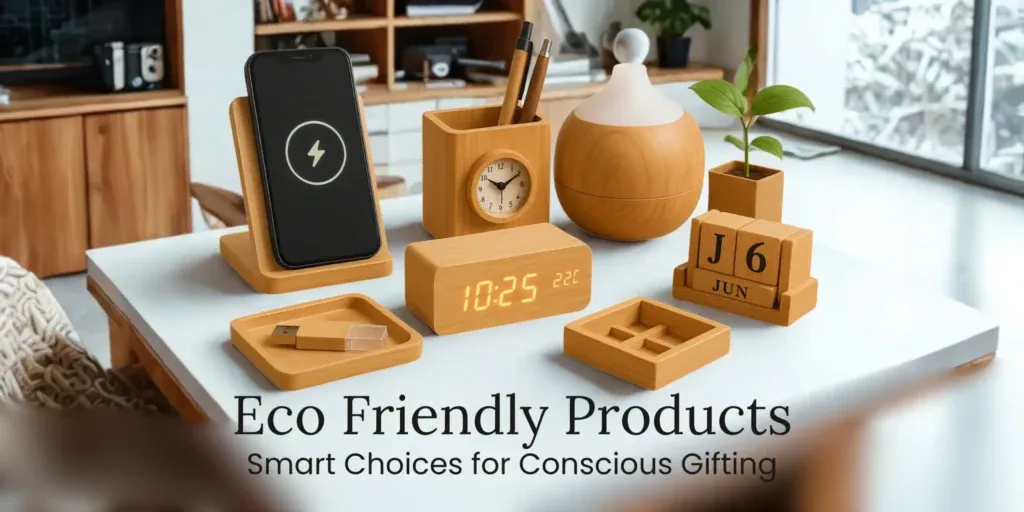 10:25 22C
J 6
JUN
Eco Friendly Products
Smart Choices for Conscious Gifting